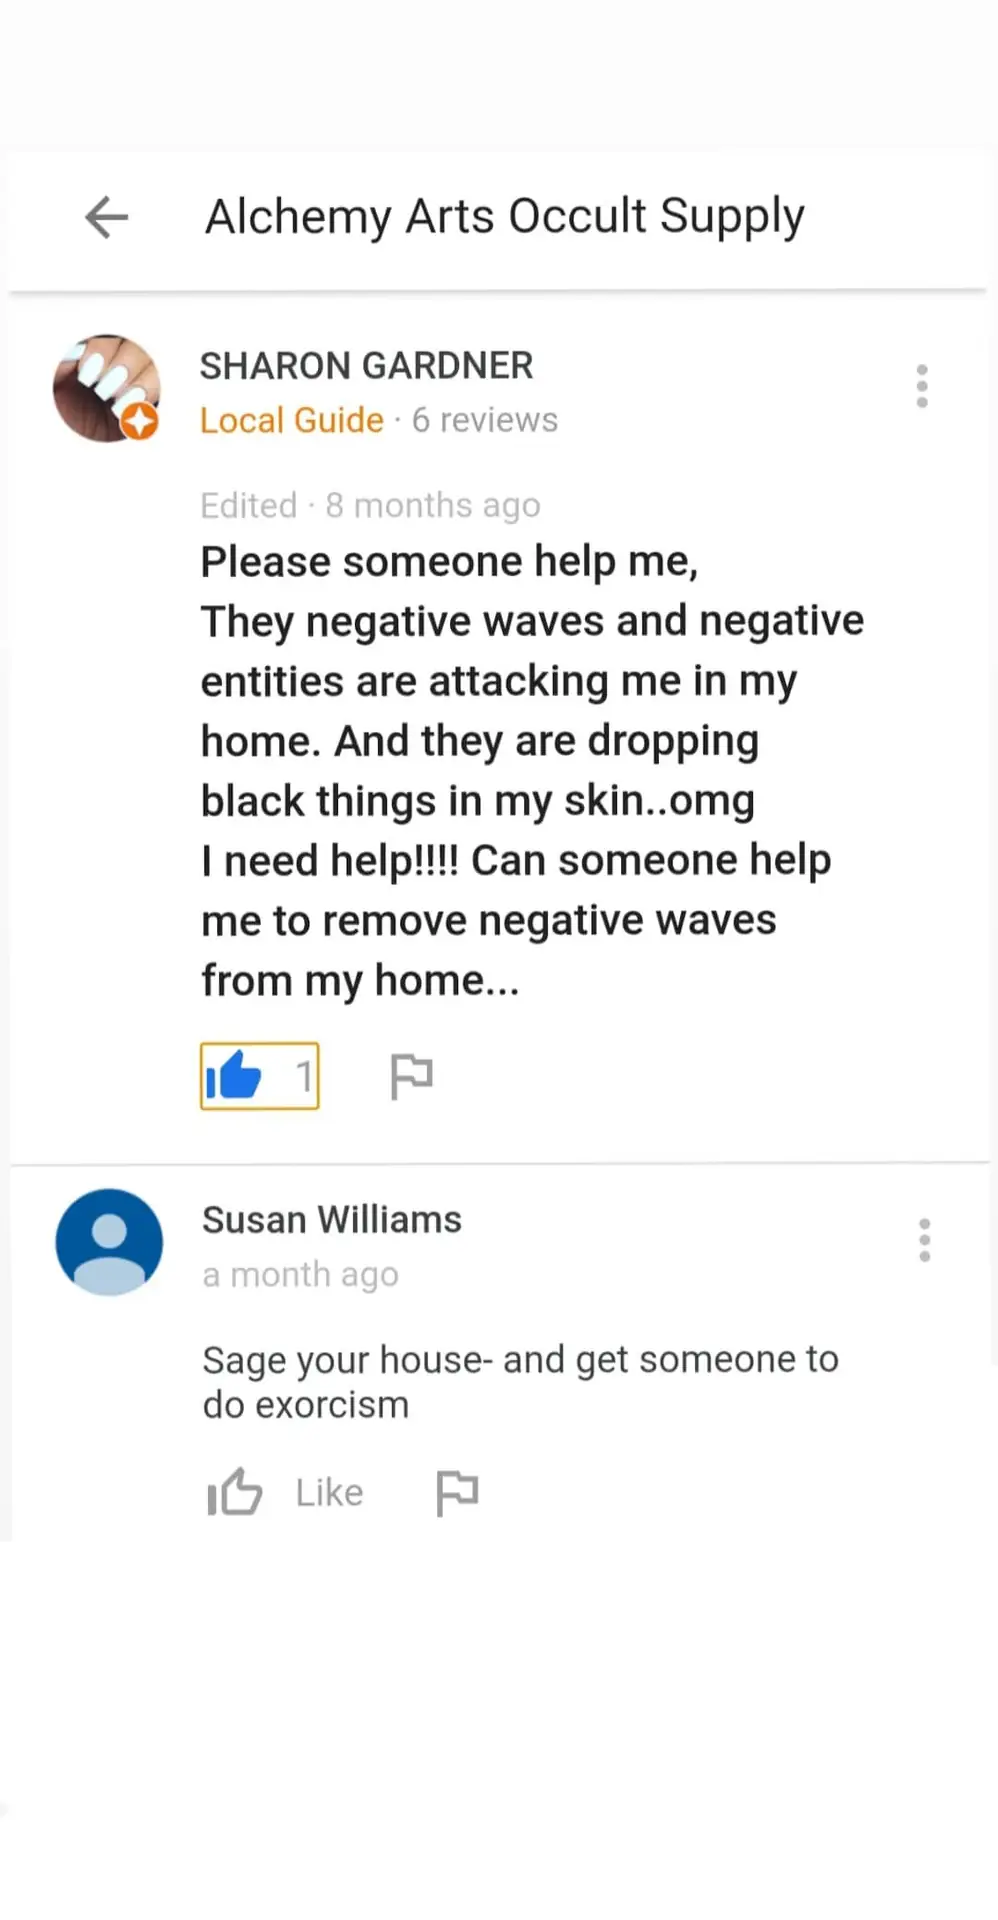 Alchemy Arts Occult Supply
SHARON GARDNER
Local Guide · 6 reviews
Edited · 8 months ago
Please someone help me,
They negative waves and negative
entities are attacking me in my
home. And they are dropping
black things in my skin..omg
I need help!!!! Can someone help
me to remove negative waves
from my home...
1
Susan Williams
a month ago
Sage your house- and get someone to
do exorcism
Like